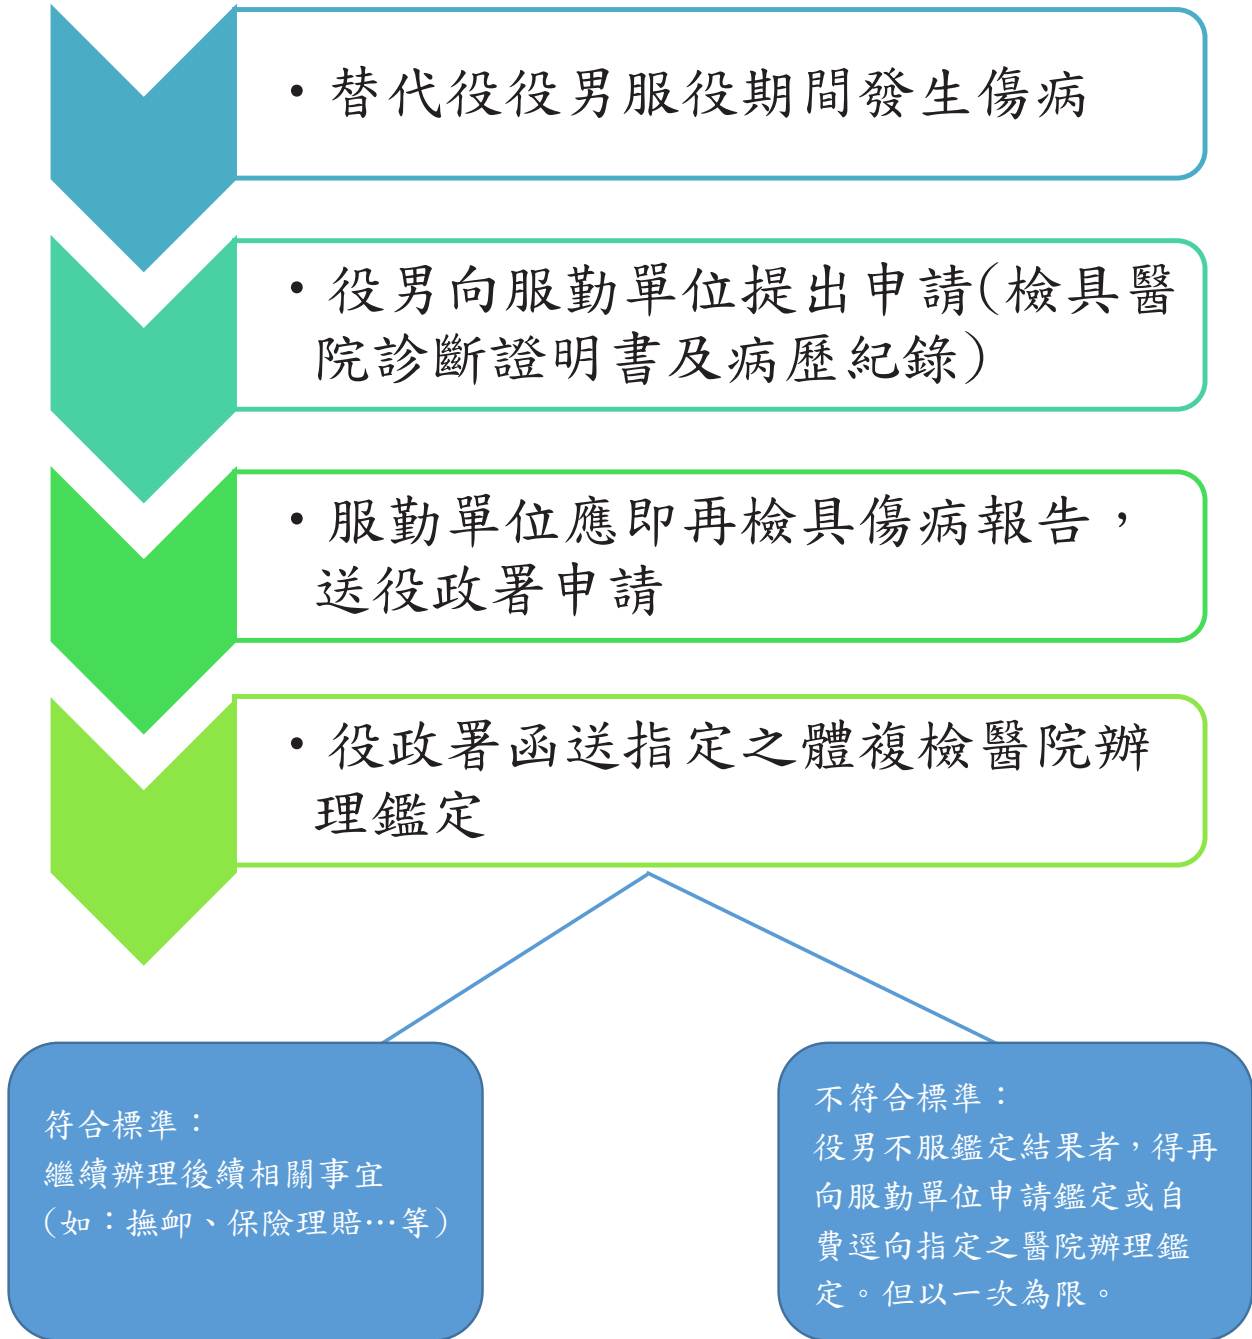 • 替代役役男服役期間發生傷病
• 役男向服勤單位提出申請(檢具醫
院診斷證明書及病歷紀錄)
• 服勤單位應即再檢具傷病報告，
送役政署申請
• 役政署函送指定之體複檢醫院辦
理鑑定
符合標準：
繼續辦理後續相關事宜
(如：撫卹、保險理賠…等)
不符合標準：
役男不服鑑定結果者，得再
向服勤單位申請鑑定或自
費逕向指定之醫院辦理鑑
定。但以一次為限。